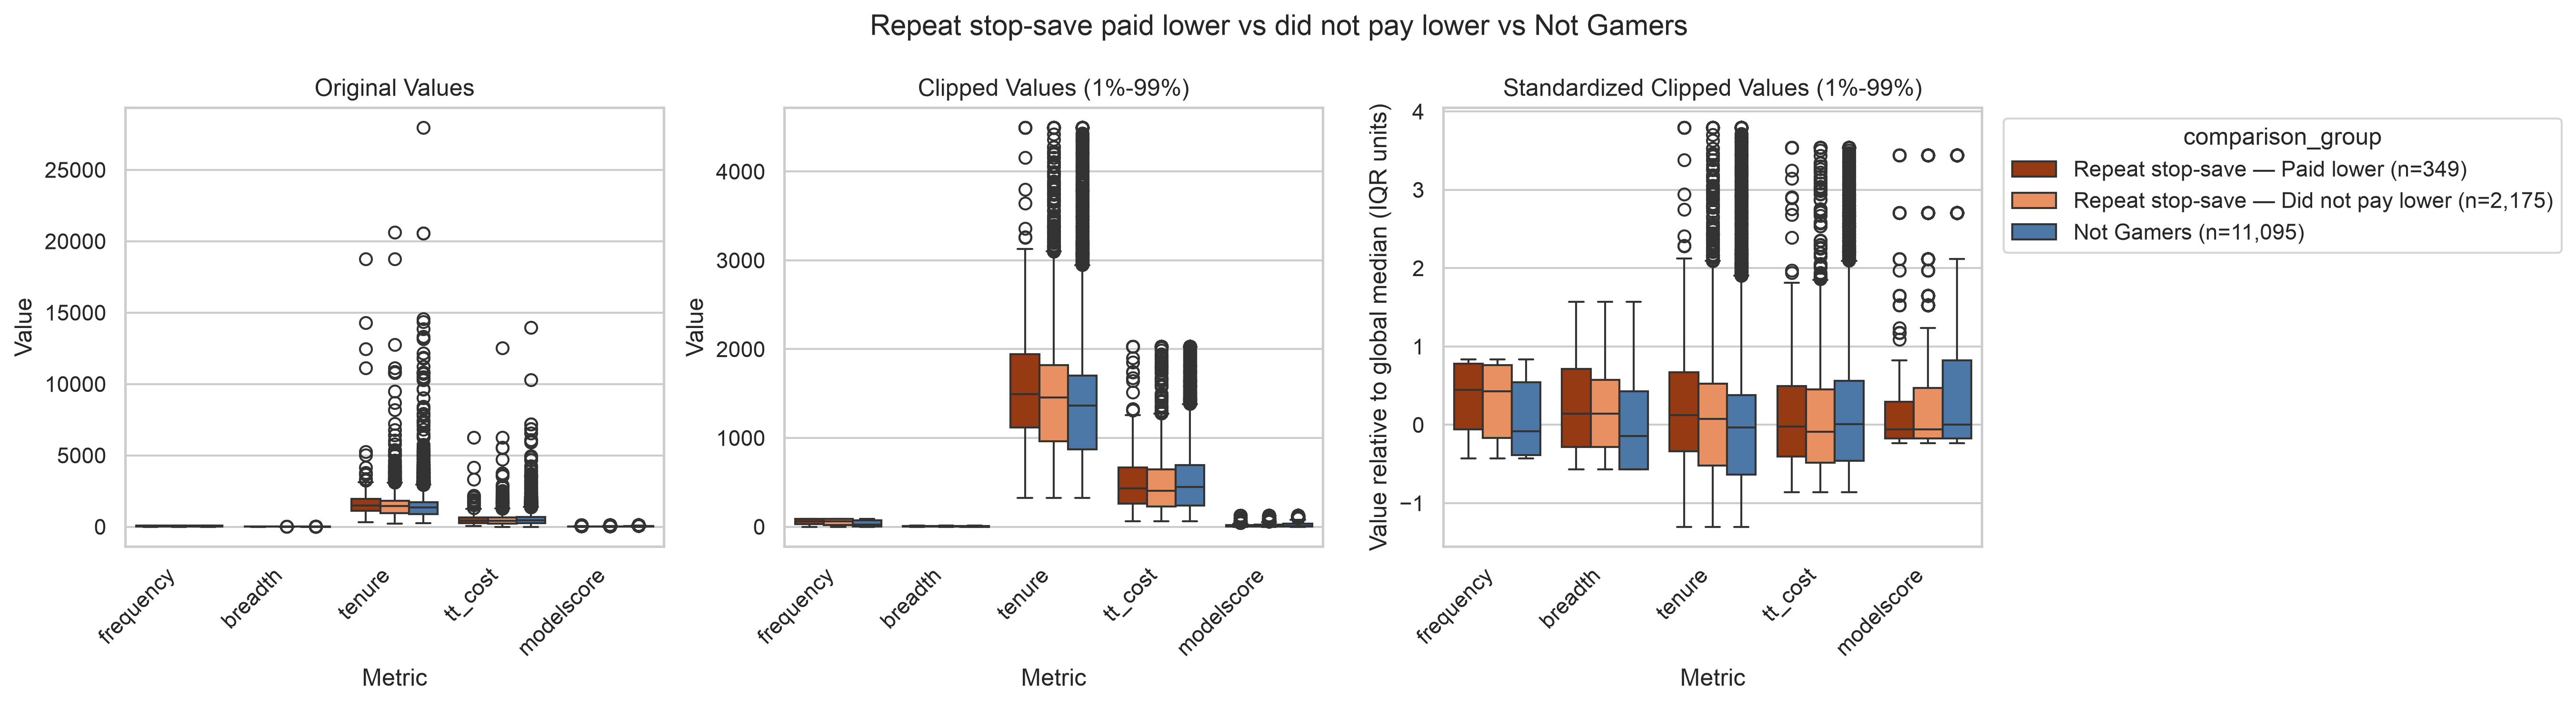 Repeat stop-save paid lower vs did not pay lower vs Not Gamers
Original Values
Value
25000
20000
15000
10000
5000
0
frequency
breadth
tenure
tt_cost
modelscore
Metric
Clipped Values (1%-99%)
Value
4000
3000
2000
1000
0
frequency
breadth
tenure
tt_cost
modelscore
Metric
Standardized Clipped Values (1%-99%)
Value relative to global median (IQR units)
4
3
2
1
0
−1
frequency
breadth
tenure
tt_cost
modelscore
Metric
comparison_group
Repeat stop-save — Paid lower (n=349)
Repeat stop-save — Did not pay lower (n=2,175)
Not Gamers (n=11,095)